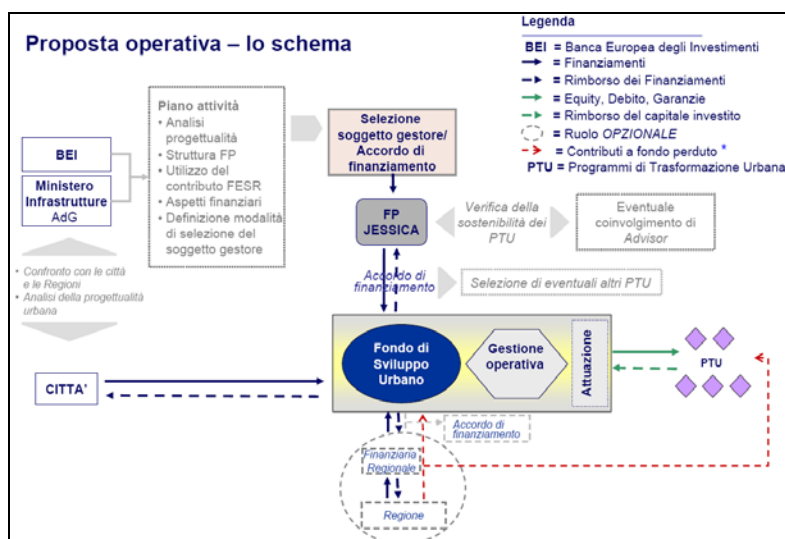 Proposta operativa – lo schema
Legenda
BEI = Banca Europea degli Investimenti
= Finanziamenti
= Rimborso dei Finanziamenti
= Equity, Debito, Garanzie
= Rimborso del capitale investito
= Ruolo OPZIONALE
= Contributi a fondo perduto *
PTU = Programmi di Trasformazione Urbana
BEI
Ministero
Infrastrutture
AdG
Piano attività
• Analisi
progettualità
• Struttura FP
• Utilizzo del
contributo FESR
• Aspetti finanziari
• Definizione modalità
di selezione del
soggetto gestore
Selezione
soggetto gestore/
Accordo di
finanziamento
FP
JESSICA
Verifica della
sostenibilità dei
PTU
Eventuale
coinvolgimento di
Advisor
• Confronto con le città
e le Regioni
• Analisi della progettualità
urbana
Accordo di
finanziamento
Selezione di eventuali altri PTU
CITTA'
Fondo di
Sviluppo
Urbano
Gestione
operativa
Attuazione
PTU
Accordo di
finanziamento
Finanziaria
Regionale
Regione